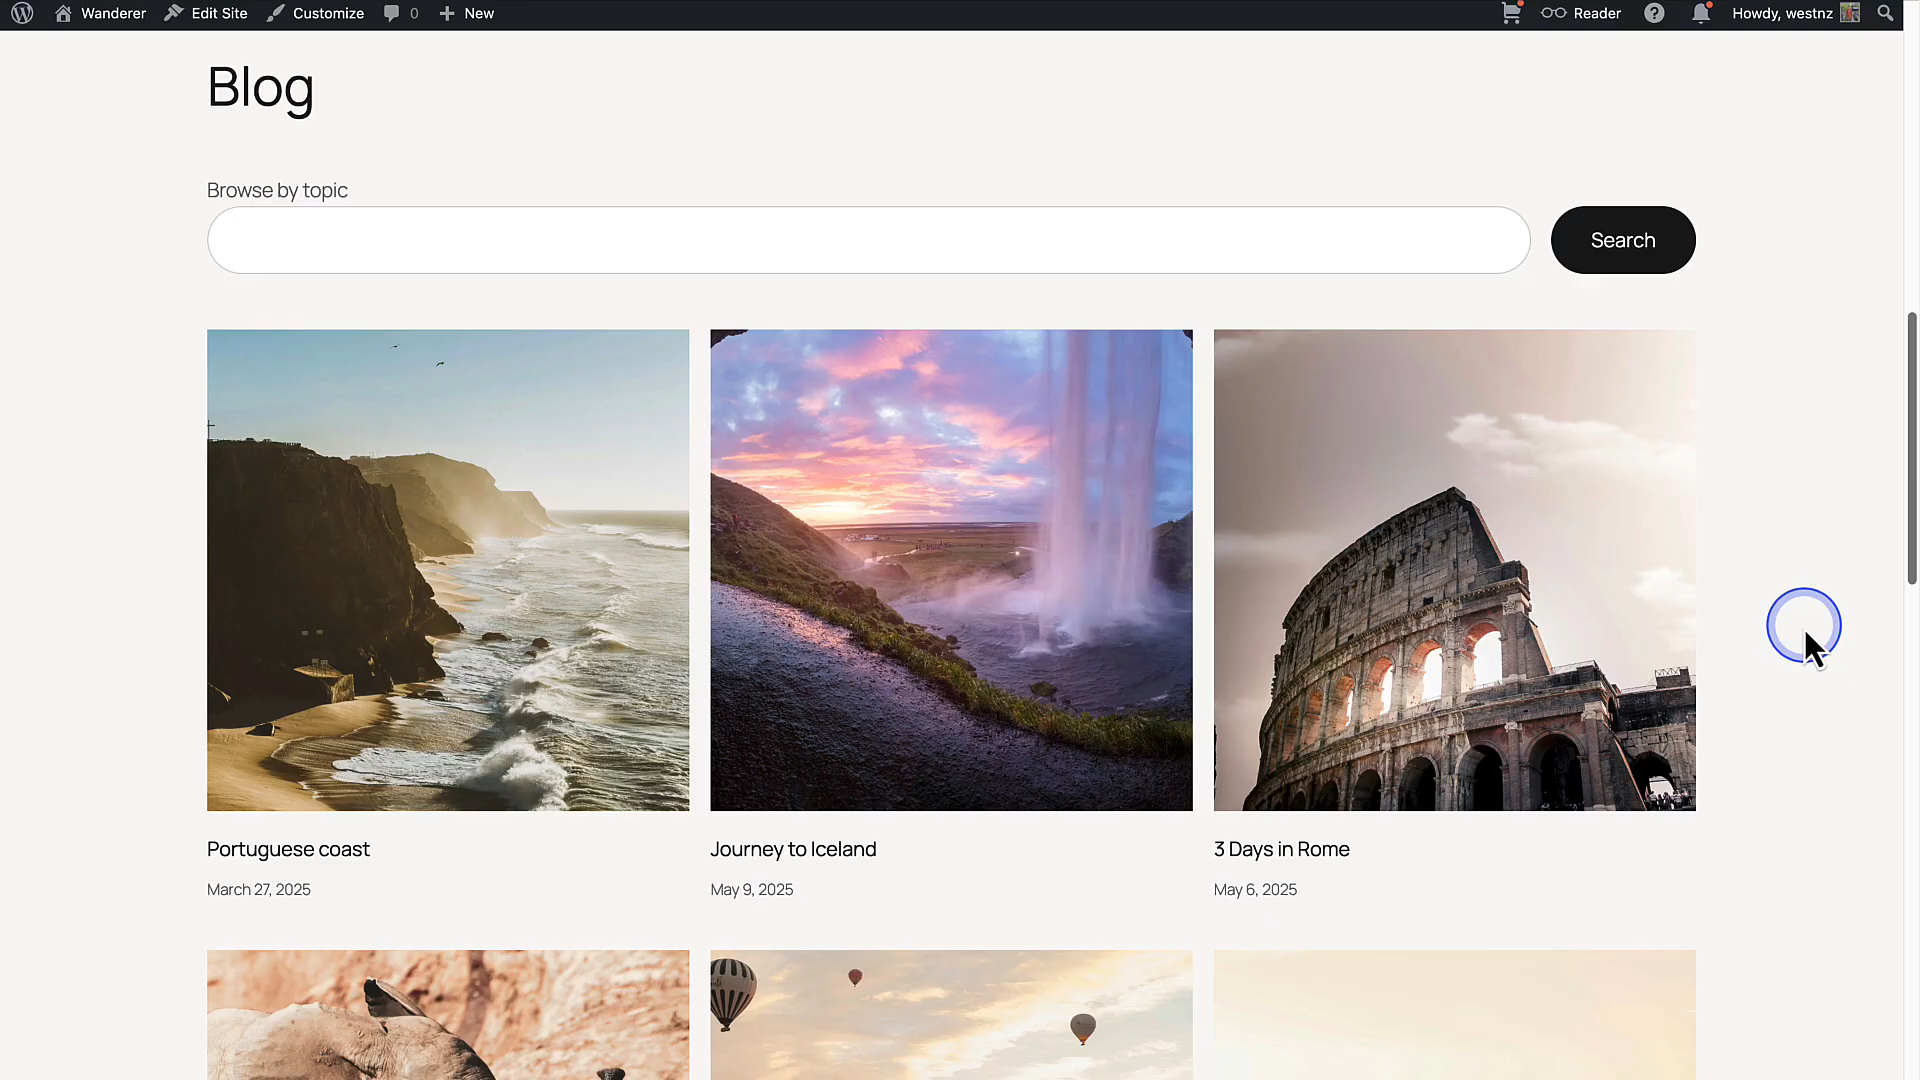 Wanderer Edit Site Customize 0 New Reader Howdy, westnz
Blog
Browse by topic
Search
Portuguese coast
Journey to Iceland
3 Days in Rome
March 27, 2025
May 9, 2025
May 6, 2025